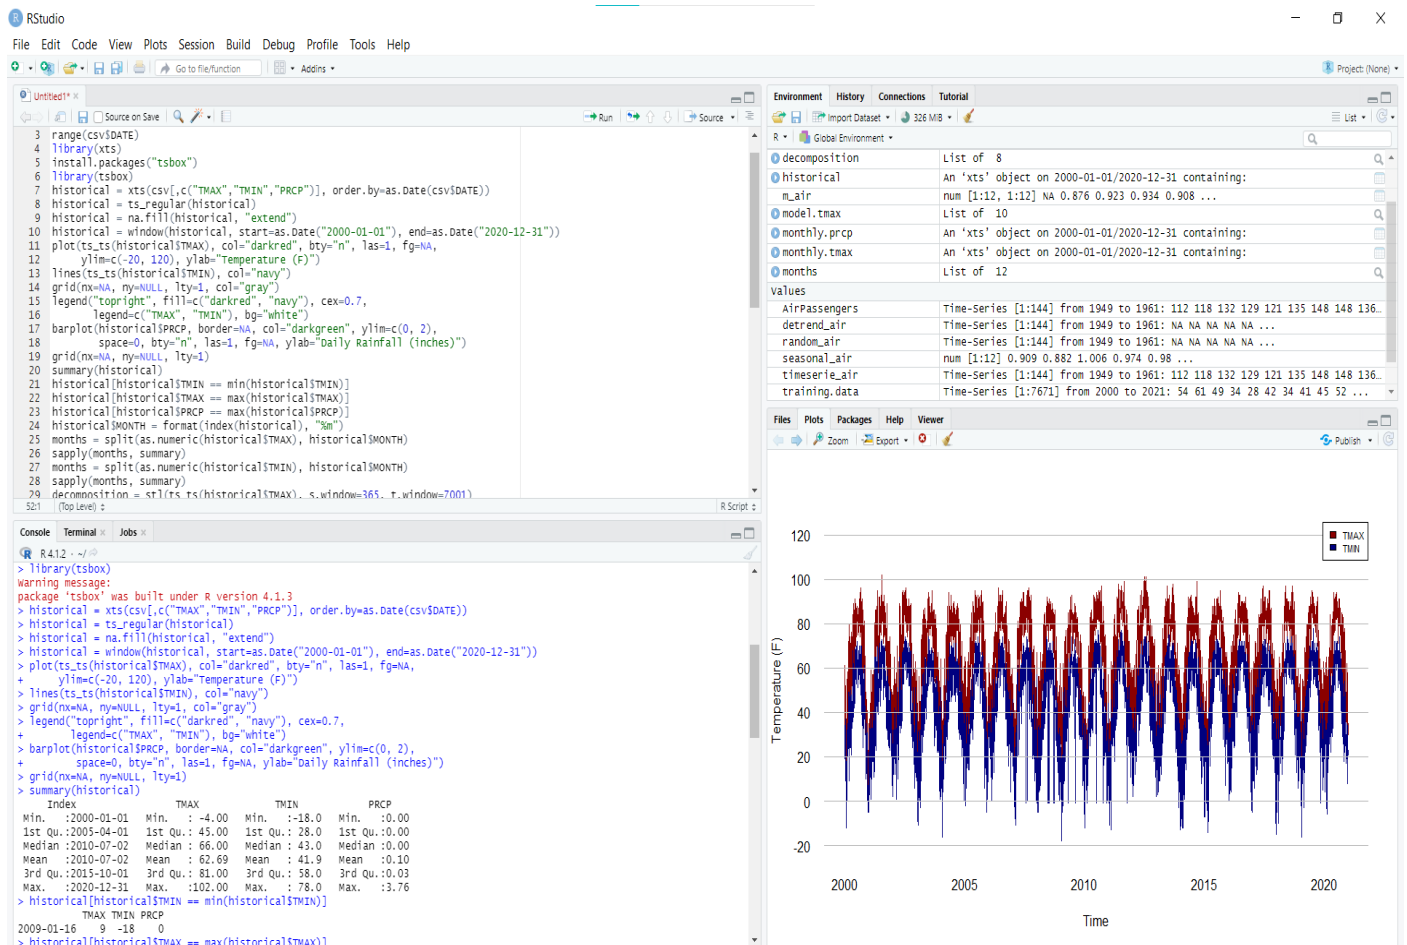 RStudio
File Edit Code View Plots Session Build Debug Profile Tools Help
Go to file/function Addins Project: (None)
Untitled1*
Source on Save Run Source
3 range(csv$DATE)
4 library(xts)
5 install.packages("tsbox")
6 library(tsbox)
7 historical = xts(csv[,c("TMAX","TMIN","PRCP")], order.by=as.Date(csv$DATE))
8 historical = ts_regular(historical)
9 historical = na.fill(historical, "extend")
10 historical = window(historical, start=as.Date("2000-01-01"), end=as.Date("2020-12-31"))
11 plot(ts_ts(historical$TMAX), col="darkred", bty="n", las=1, fg=NA,
12 ylim=c(-20, 120), ylab="Temperature (F)")
13 lines(ts_ts(historical$TMIN), col="navy")
14 grid(nx=NA, ny=NULL, lty=1, col="gray")
15 legend("topright", fill=c("darkred", "navy"), cex=0.7,
16 legend=c("TMAX", "TMIN"), bg="white")
17 barplot(historical$PRCP, border=NA, col="darkgreen", ylim=c(0, 2),
18 space=0, bty="n", las=1, fg=NA, ylab="Daily Rainfall (inches)")
19 grid(nx=NA, ny=NULL, lty=1)
20 summary(historical)
21 historical[historical$TMIN == min(historical$TMIN)]
22 historical[historical$TMAX == max(historical$TMAX)]
23 historical[historical$PRCP == max(historical$PRCP)]
24 historical$MONTH = format(index(historical), "%m")
25 months = split(as.numeric(historical$TMAX), historical$MONTH)
26 sapply(months, summary)
27 months = split(as.numeric(historical$TMIN), historical$MONTH)
28 sapply(months, summary)
29 decomposition = stl(ts_ts(historical$TMAX), s.window=365, t.window=7001)
52:1 (Top Level) R Script
Console Terminal Jobs
R 4.1.2 · ~/
> library(tsbox)
Warning message:
package ‘tsbox’ was built under R version 4.1.3
> historical = xts(csv[,c("TMAX","TMIN","PRCP")], order.by=as.Date(csv$DATE))
> historical = ts_regular(historical)
> historical = na.fill(historical, "extend")
> historical = window(historical, start=as.Date("2000-01-01"), end=as.Date("2020-12-31"))
> plot(ts_ts(historical$TMAX), col="darkred", bty="n", las=1, fg=NA,
+ ylim=c(-20, 120), ylab="Temperature (F)")
> lines(ts_ts(historical$TMIN), col="navy")
> grid(nx=NA, ny=NULL, lty=1, col="gray")
> legend("topright", fill=c("darkred", "navy"), cex=0.7,
+ legend=c("TMAX", "TMIN"), bg="white")
> barplot(historical$PRCP, border=NA, col="darkgreen", ylim=c(0, 2),
+ space=0, bty="n", las=1, fg=NA, ylab="Daily Rainfall (inches)")
> grid(nx=NA, ny=NULL, lty=1)
> summary(historical)
Index TMAX TMIN PRCP
Min. :2000-01-01 Min. : -4.00 Min. :-18.0 Min. :0.00
1st Qu.:2005-04-01 1st Qu.: 45.00 1st Qu.: 28.0 1st Qu.:0.00
Median :2010-07-02 Median : 66.00 Median : 43.0 Median :0.00
Mean :2010-07-02 Mean : 62.69 Mean : 41.9 Mean :0.10
3rd Qu.:2015-10-01 3rd Qu.: 81.00 3rd Qu.: 58.0 3rd Qu.:0.03
Max. :2020-12-31 Max. :102.00 Max. : 78.0 Max. :3.76
> historical[historical$TMIN == min(historical$TMIN)]
TMAX TMIN PRCP
2009-01-16 9 -18 0
> historical[historical$TMAX == max(historical$TMAX)]
Environment History Connections Tutorial
Import Dataset 326 MiB List
R Global Environment
decomposition List of 8
historical An ‘xts’ object on 2000-01-01/2020-12-31 containing:
m_air num [1:12, 1:12] NA 0.876 0.923 0.934 0.908 ...
model.tmax List of 10
monthly.prcp An ‘xts’ object on 2000-01-01/2020-12-31 containing:
monthly.tmax An ‘xts’ object on 2000-01-01/2020-12-31 containing:
months List of 12
Values
AirPassengers Time-Series [1:144] from 1949 to 1961: 112 118 132 129 121 135 148 148 136…
detrend_air Time-Series [1:144] from 1949 to 1961: NA NA NA NA NA ...
random_air Time-Series [1:144] from 1949 to 1961: NA NA NA NA NA ...
seasonal_air num [1:12] 0.909 0.882 1.006 0.974 0.98 ...
timeserie_air Time-Series [1:144] from 1949 to 1961: 112 118 132 129 121 135 148 148 136…
training.data Time-Series [1:7671] from 2000 to 2021: 54 61 49 34 28 42 34 41 45 52 ...
Files Plots Packages Help Viewer
Zoom Export Publish
TMAX
TMIN
120
100
80
60
40
20
0
-20
Temperature (F)
2000 2005 2010 2015 2020
Time